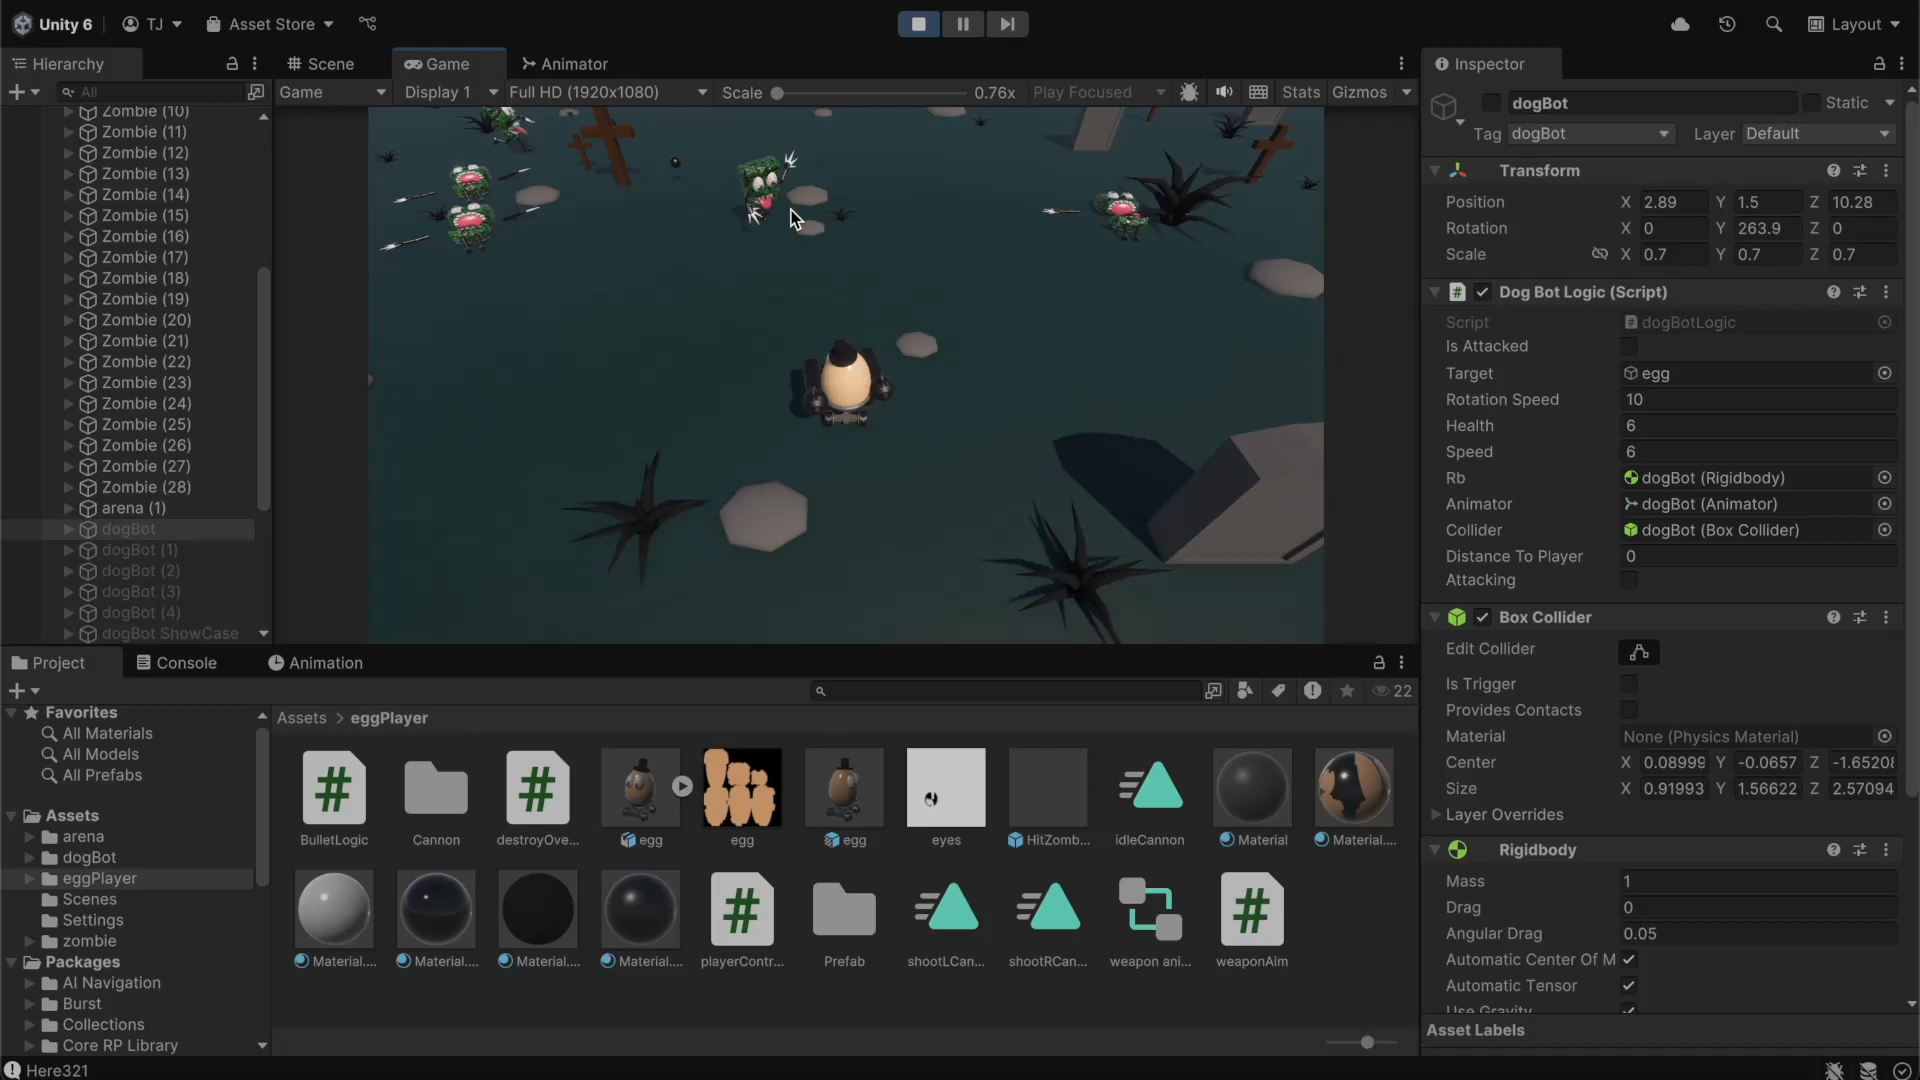 Unity 6
TJ
Asset Store
Layout
Hierarchy
All
Zombie (10)
Zombie (11)
Zombie (12)
Zombie (13)
Zombie (14)
Zombie (15)
Zombie (16)
Zombie (17)
Zombie (18)
Zombie (19)
Zombie (20)
Zombie (21)
Zombie (22)
Zombie (23)
Zombie (24)
Zombie (25)
Zombie (26)
Zombie (27)
Zombie (28)
arena (1)
dogBot
dogBot (1)
dogBot (2)
dogBot (3)
dogBot (4)
dogBot ShowCase
Scene
Game
Animator
Game
Display 1
Full HD (1920x1080)
Scale
0.76x
Play Focused
Stats
Gizmos
Inspector
dogBot
Static
Tag dogBot
Layer Default
Transform
Position X 2.89 Y 1.5 Z 10.28
Rotation X 0 Y 263.9 Z 0
Scale X 0.7 Y 0.7 Z 0.7
# Dog Bot Logic (Script)
Script dogBotLogic
Is Attacked
Target egg
Rotation Speed 10
Health 6
Speed 6
Rb dogBot (Rigidbody)
Animator dogBot (Animator)
Collider dogBot (Box Collider)
Distance To Player 0
Attacking
Box Collider
Edit Collider
Is Trigger
Provides Contacts
Material None (Physics Material)
Center X 0.08999 Y -0.0657 Z -1.6520
Size X 0.91993 Y 1.56622 Z 2.57094
Layer Overrides
Rigidbody
Mass 1
Drag 0
Angular Drag 0.05
Automatic Center Of M
Automatic Tensor
Use Gravity
Asset Labels
Project
Console
Animation
22
Favorites
All Materials
All Models
All Prefabs
Assets
arena
dogBot
eggPlayer
Scenes
Settings
zombie
Packages
AI Navigation
Burst
Collections
Core RP Library
Assets > eggPlayer
BulletLogic
Cannon
destroyOve...
egg
egg
egg
eyes
HitZomb...
idleCannon
Material
Material....
Material....
Material....
Material....
Material....
playerContr...
Prefab
shootLCan...
shootRCan...
weapon ani...
weaponAim
Here321